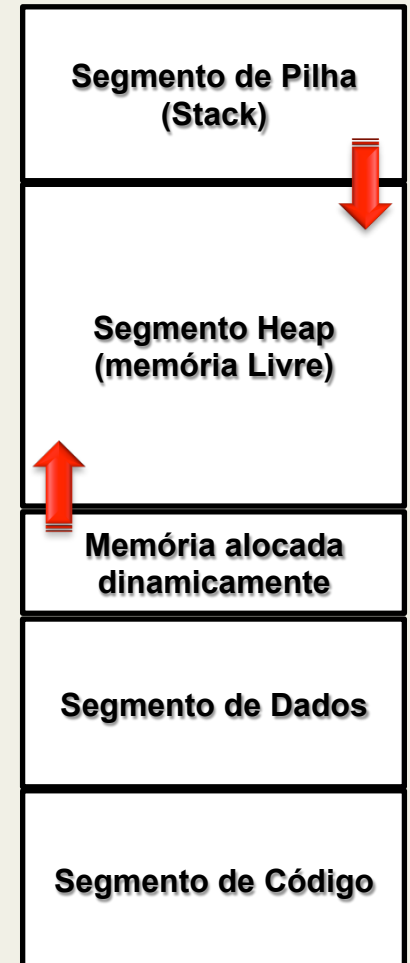 Segmento de Pilha
(Stack)
Segmento Heap
(memória Livre)
Memória alocada
dinamicamente
Segmento de Dados
Segmento de Código